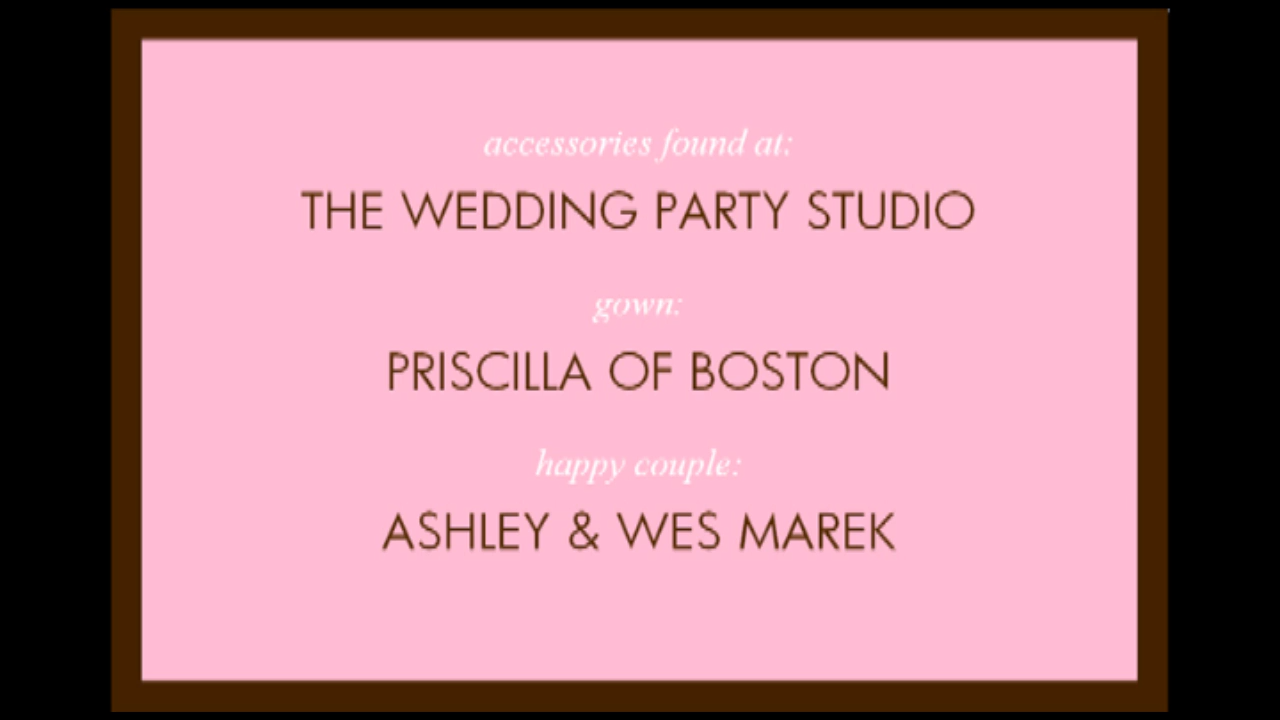 accessories found at:
THE WEDDING PARTY STUDIO
gown:
PRISCILLA OF BOSTON
happy couple:
ASHLEY & WES MAREK